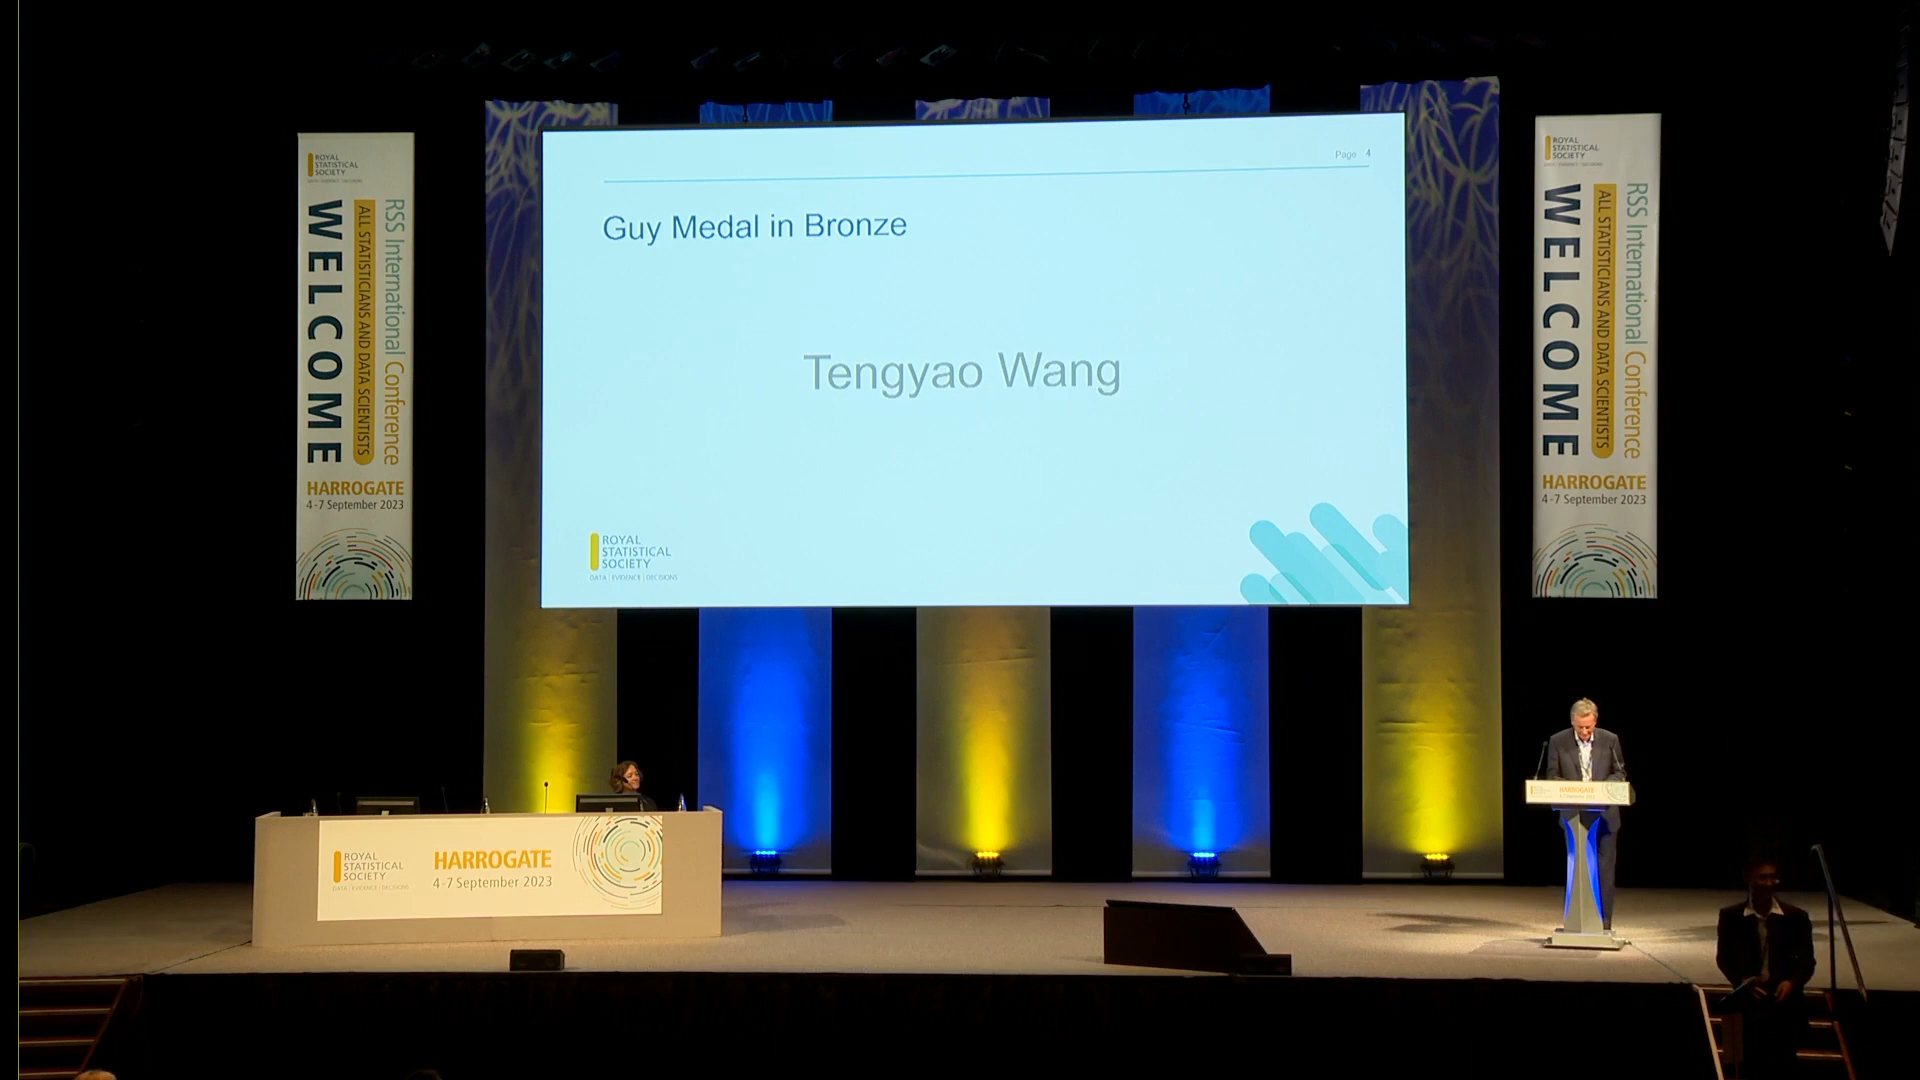 Page 4
Guy Medal in Bronze
Tengyao Wang
ROYAL
STATISTICAL
SOCIETY
DATA | EVIDENCE | DECISIONS
ROYAL
STATISTICAL
SOCIETY
RSS International Conference
ALL STATISTICIANS AND DATA SCIENTISTS
WELCOME
HARROGATE
4-7 September 2023
ROYAL
STATISTICAL
SOCIETY
RSS International Conference
ALL STATISTICIANS AND DATA SCIENTISTS
WELCOME
HARROGATE
4-7 September 2023
ROYAL
STATISTICAL
SOCIETY
DATA | EVIDENCE | DECISIONS
HARROGATE
4-7 September 2023
HARROGATE